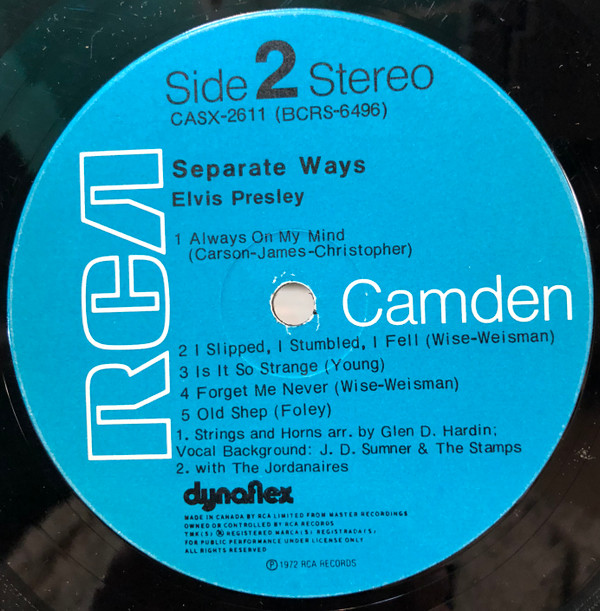 Side 2 Stereo
CASX-2611 (BCRS-6496)
RCA
Separate Ways
Elvis Presley
1 Always On My Mind
(Carson-James-Christopher)
Camden
2 I Slipped, I Stumbled, I Fell (Wise-Weisman)
3 Is It So Strange (Young)
4 Forget Me Never (Wise-Weisman)
5 Old Shep (Foley)
1. Strings and Horns arr. by Glen D. Hardin;
Vocal Background: J. D. Sumner & The Stamps
2. with The Jordanaires
dynaflex
MADE IN CANADA BY RCA LIMITED FROM MASTER RECORDINGS
OWNED OR CONTROLLED BY RCA RECORDS
TMK(S) ® REGISTERED MARCA(S) REGISTRADA(S)
FOR PUBLIC PERFORMANCE UNDER LICENSE ONLY
ALL RIGHTS RESERVED
℗ 1972 RCA RECORDS